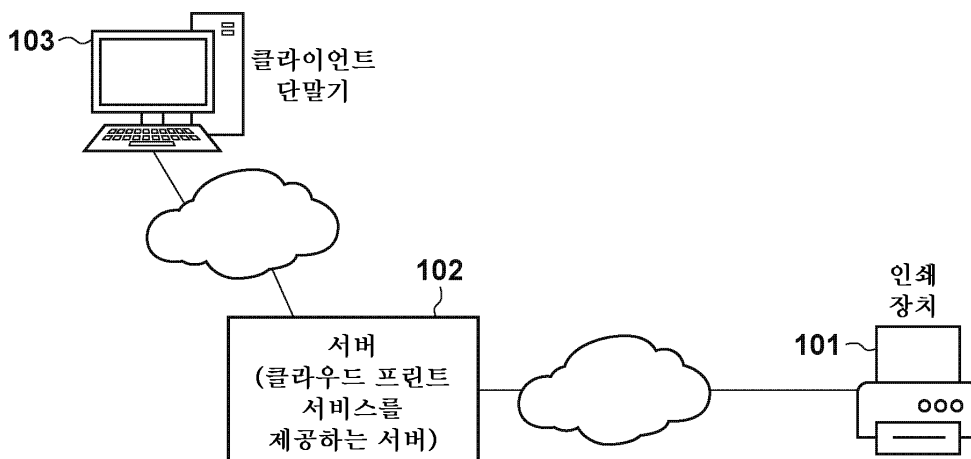 103
클라이언트
단말기
102
서버
(클라우드 프린트
서비스를
제공하는 서버)
인쇄
장치
101